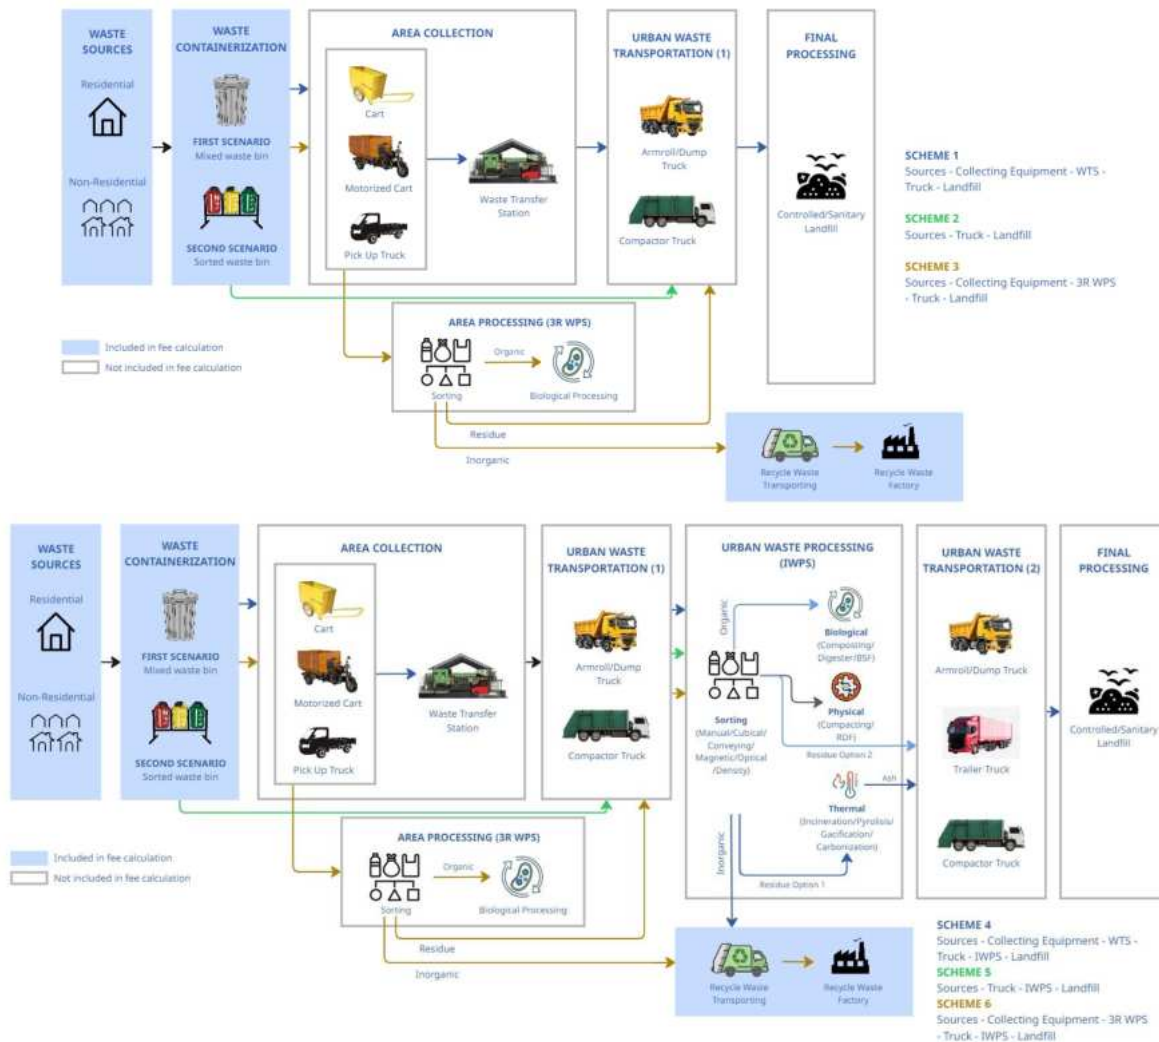 WASTE
SOURCES
Residential
Non-Residential
WASTE
CONTAINERIZATION
FIRST SCENARIO
Mixed waste bin
SECOND SCENARIO
Sorted waste bin
AREA COLLECTION
Cart
Motorized Cart
Pick Up Truck
Waste Transfer
Station
URBAN WASTE
TRANSPORTATION (1)
Armroll/Dump
Truck
Compactor Truck
FINAL
PROCESSING
Controlled/Sanitary
Landfill
SCHEME 1
Sources - Collecting Equipment - WTS -
Truck - Landfill
SCHEME 2
Sources - Truck - Landfill
SCHEME 3
Sources - Collecting Equipment - 3R WPS
- Truck - Landfill
Included in fee calculation
Not included in fee calculation
AREA PROCESSING (3R WPS)
Organic
Sorting
Biological Processing
Residue
Inorganic
Recycle Waste
Transporting
Recycle Waste
Factory
WASTE
SOURCES
Residential
Non-Residential
WASTE
CONTAINERIZATION
FIRST SCENARIO
Mixed waste bin
SECOND SCENARIO
Sorted waste bin
AREA COLLECTION
Cart
Motorized Cart
Pick Up Truck
Waste Transfer
Station
URBAN WASTE
TRANSPORTATION (1)
Armroll/Dump
Truck
Compactor Truck
URBAN WASTE PROCESSING
(IWPS)
Organic
Biological
(Composting/
Digester/BSF)
Sorting
(Manual/Cubical/
Conveying/
Magnetic/Optical
/Density)
Physical
(Compacting/
RDF)
Residue Option 2
Ash
Thermal
(Incineration/Pyrolisis/
Gacification/
Carbonization)
Inorganic
Residue Option 1
URBAN WASTE
TRANSPORTATION (2)
Armroll/Dump Truck
Trailer Truck
Compactor Truck
FINAL
PROCESSING
Controlled/Sanitary
Landfill
Included in fee calculation
Not included in fee calculation
AREA PROCESSING (3R WPS)
Organic
Sorting
Biological Processing
Residue
Inorganic
Recycle Waste
Transporting
Recycle Waste
Factory
SCHEME 4
Sources - Collecting Equipment - WTS -
Truck - IWPS - Landfill
SCHEME 5
Sources - Truck - IWPS - Landfill
SCHEME 6
Sources - Collecting Equipment - 3R WPS
- Truck - IWPS - Landfill